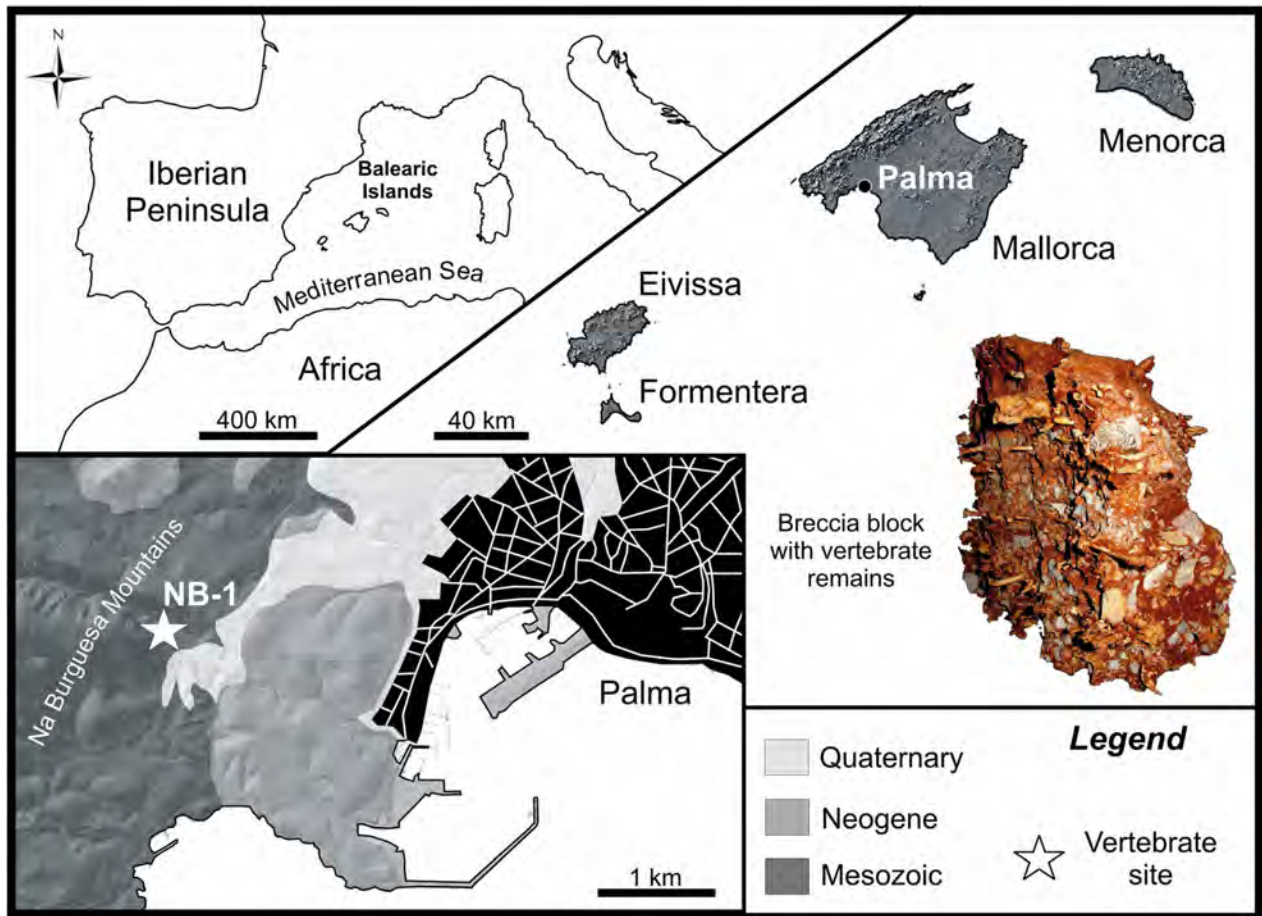 N
Iberian
Peninsula
Balearic
Islands
Mediterranean Sea
Africa
400 km
40 km
Menorca
Palma
Mallorca
Eivissa
Formentera
Breccia block
with vertebrate
remains
Na Burguesa Mountains
NB-1
Palma
1 km
Legend
Quaternary
Neogene
Mesozoic
Vertebrate
site